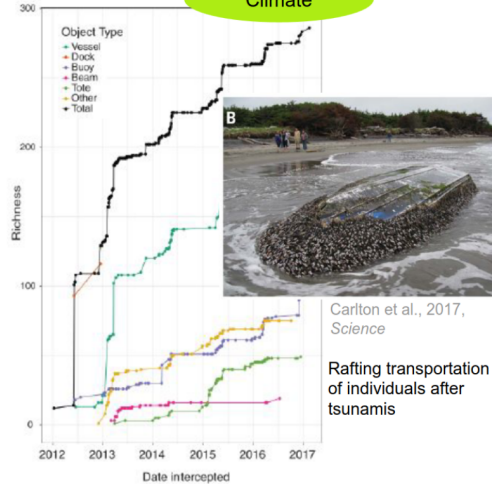 Climate
300
Object Type
Vessel
Dock
Buoy
Beam
Tote
Other
Total
200
Richness
100
0
2012 2013 2014 2015 2016 2017
Date intercepted
B
Carlton et al., 2017,
Science
Rafting transportation
of individuals after
tsunamis